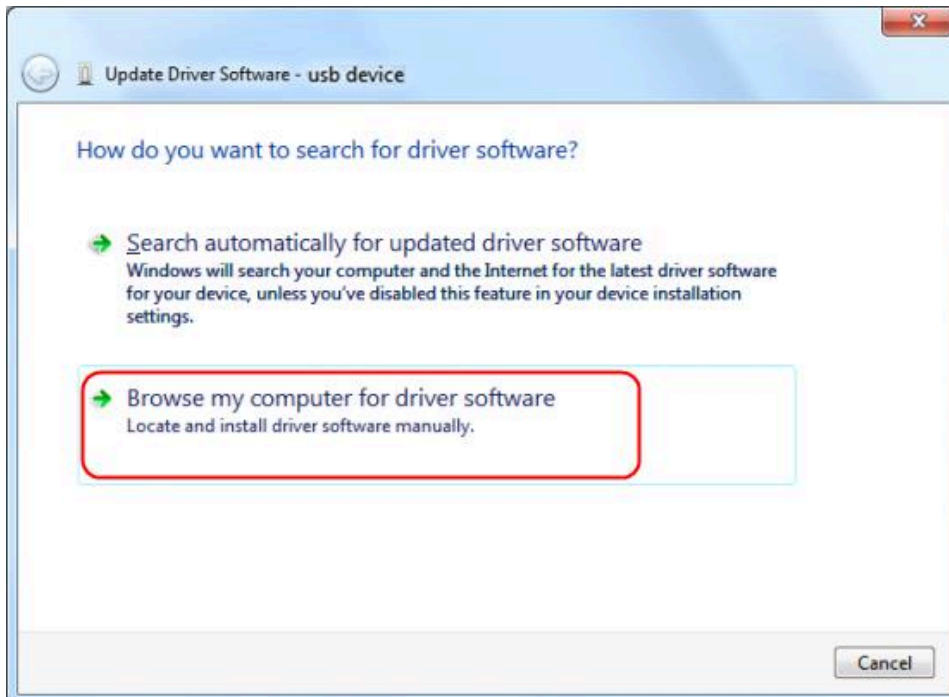 Update Driver Software - usb device
How do you want to search for driver software?
Search automatically for updated driver software
Windows will search your computer and the Internet for the latest driver software
for your device, unless you've disabled this feature in your device installation
settings.
Browse my computer for driver software
Locate and install driver software manually.
Cancel